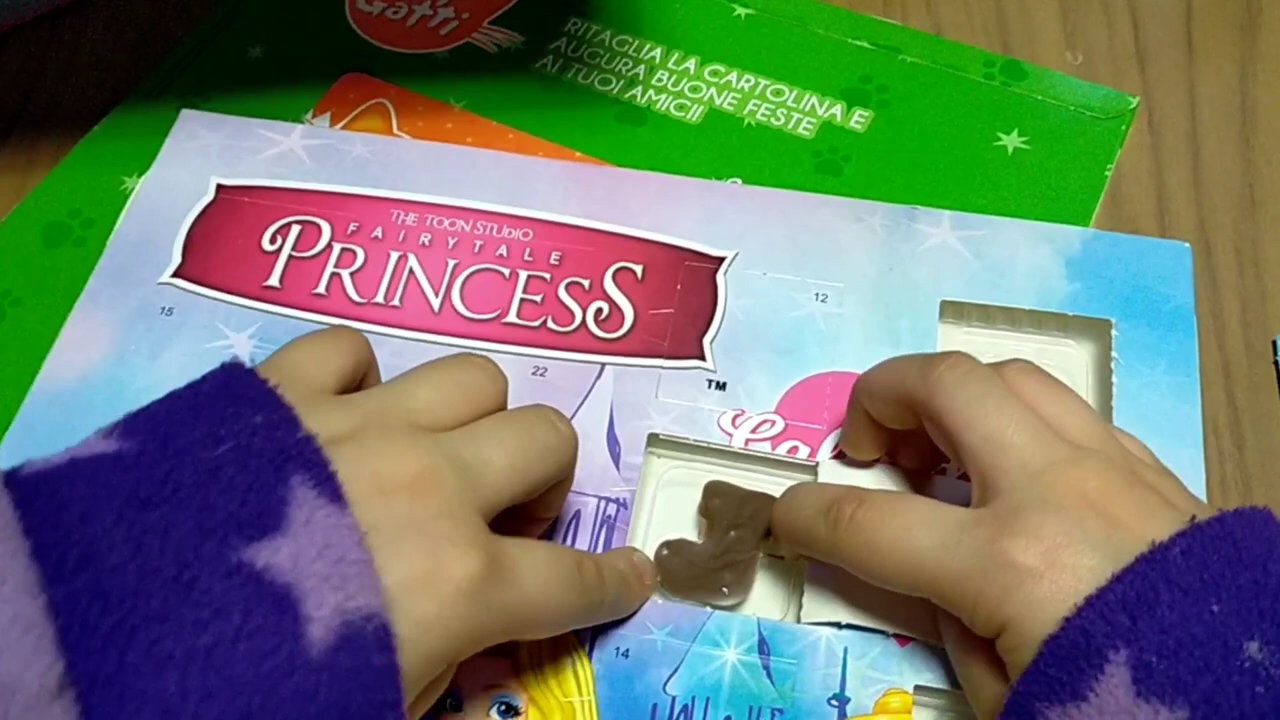 Gatti
RITAGLIA LA CARTOLINA E
AUGURA BUONE FESTE
AI TUOI AMICI!
THE TOON STUDIO
FAIRYTALE
PRINCESS
TM
12
15
22
14